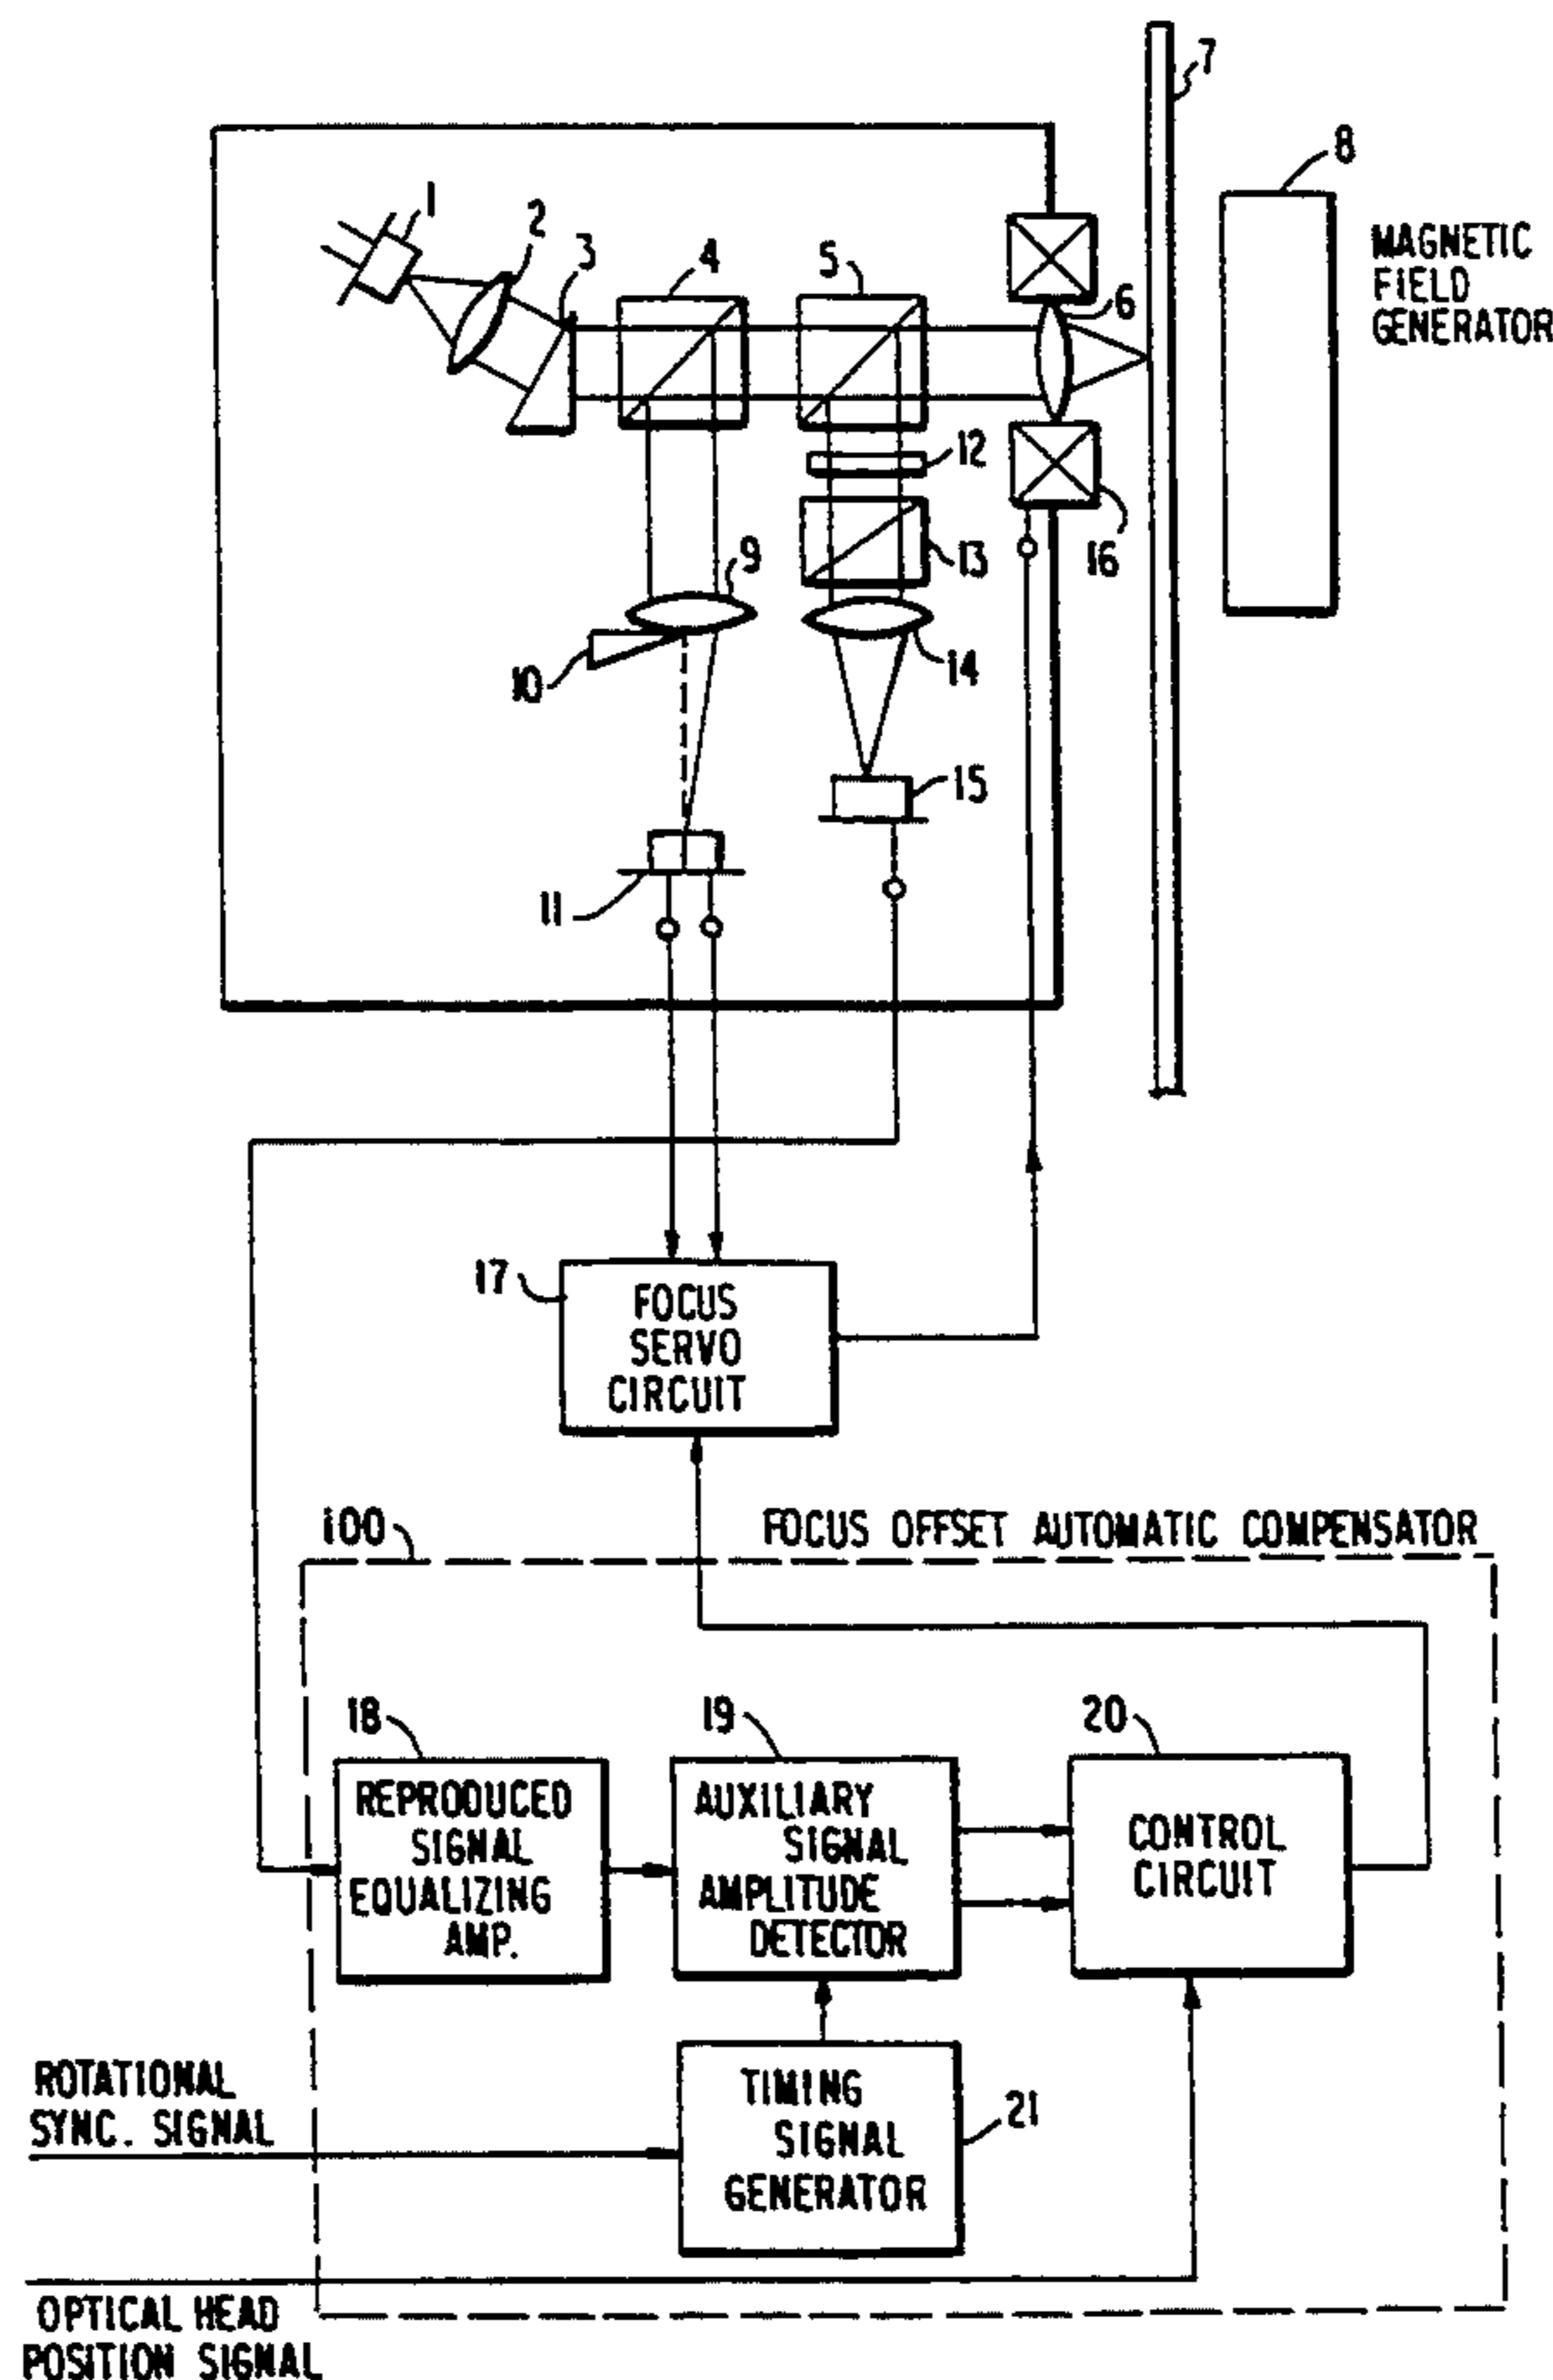 7
8
1
2
3
4
5
6
MAGNETIC
FIELD
GENERATOR
12
13
16
9
10
14
15
11
17
FOCUS
SERVO
CIRCUIT
100
FOCUS OFFSET AUTOMATIC COMPENSATOR
18
19
20
REPRODUCED
SIGNAL
EQUALIZING
AMP.
AUXILIARY
SIGNAL
AMPLITUDE
DETECTOR
CONTROL
CIRCUIT
ROTATIONAL
SYNC. SIGNAL
TIMING
SIGNAL
GENERATOR
21
OPTICAL HEAD
POSITION SIGNAL